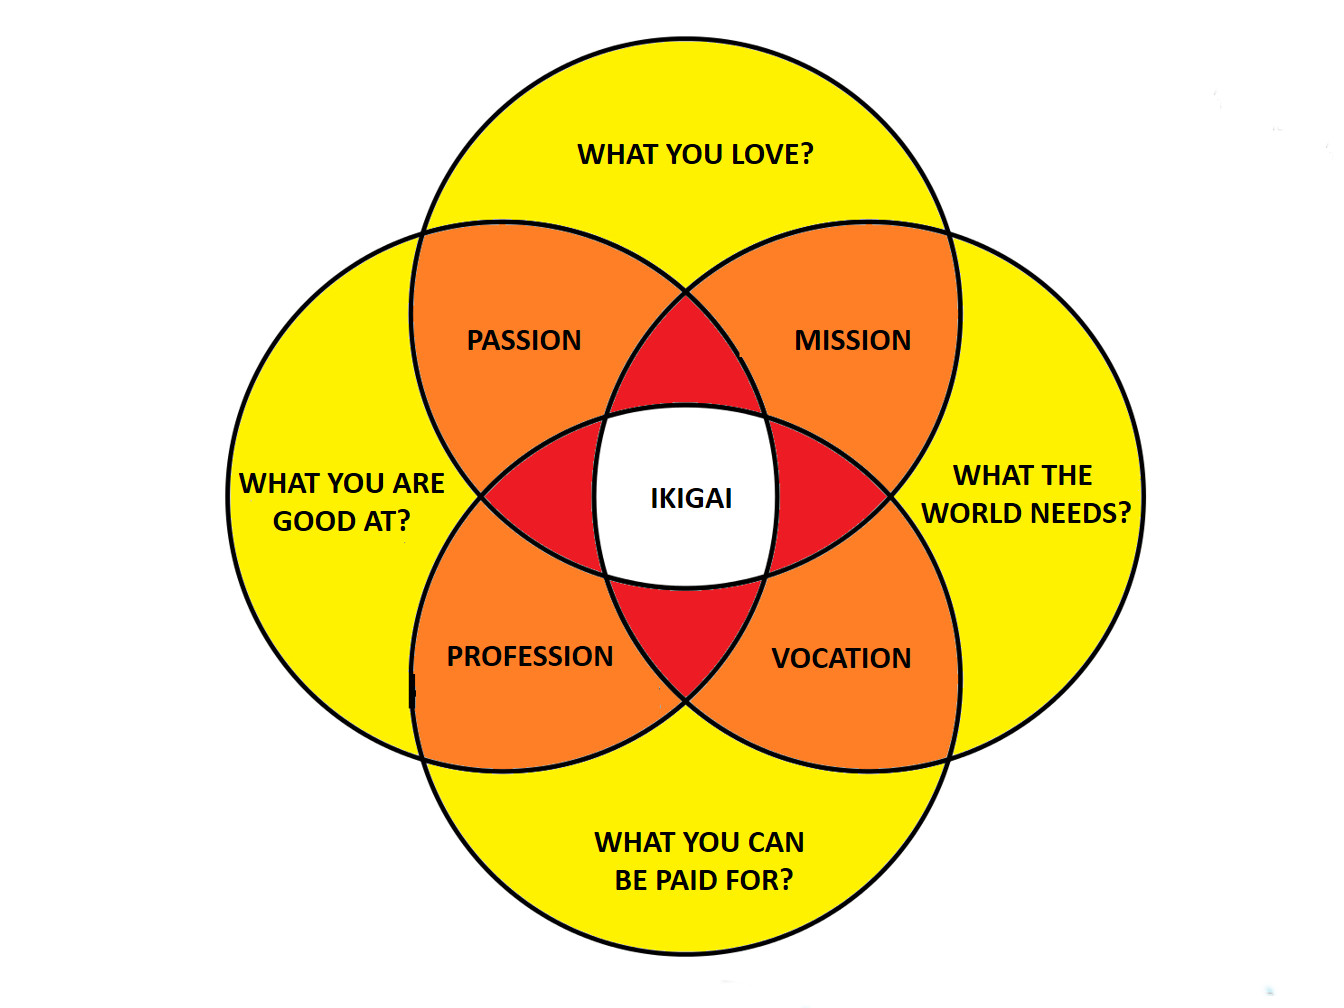 WHAT YOU LOVE?
PASSION
MISSION
WHAT YOU ARE
GOOD AT?
IKIGAI
WHAT THE
WORLD NEEDS?
PROFESSION
VOCATION
WHAT YOU CAN
BE PAID FOR?